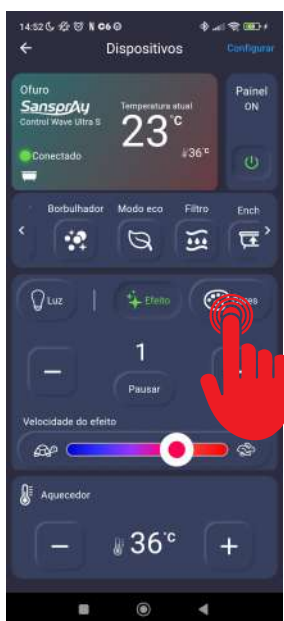 14:52
Dispositivos
Configurar
Ofuro
SansprAy
Control Wave Ultra S
Conectado
Temperatura atual
23°C
36°C
Painel
ON
Borbulhador
Modo eco
Filtro
Ench
Luz
Efeito
1
Pausar
Velocidade do efeito
Aquecedor
36°C